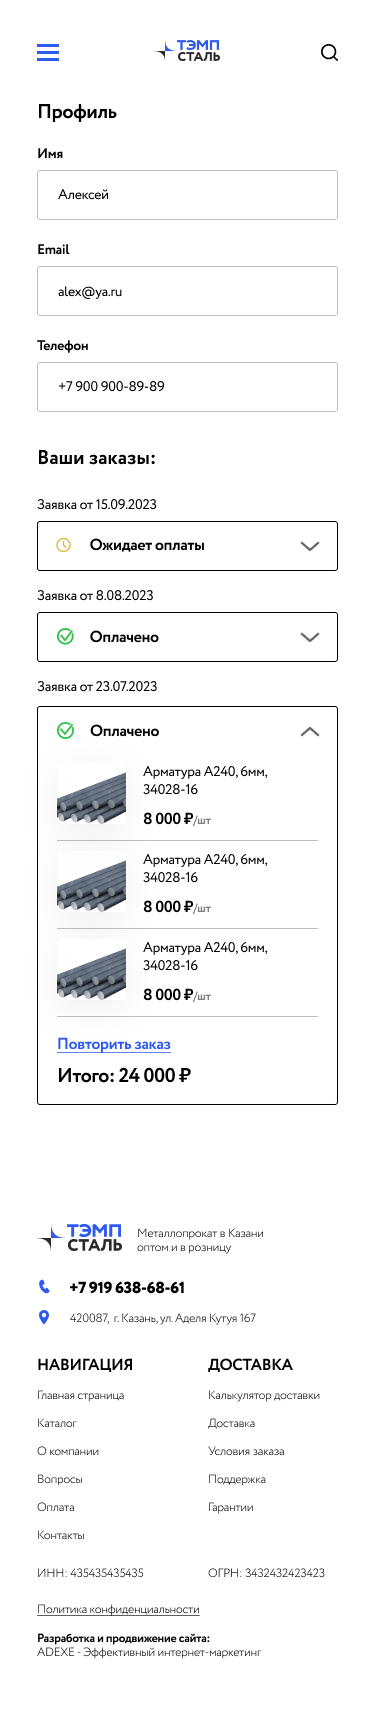 ТЭМП
СТАЛЬ
Профиль
Имя
Алексей
Email
alex@ya.ru
Телефон
+7 900 900-89-89
Ваши заказы:
Заявка от 15.09.2023
Ожидает оплаты
Заявка от 8.08.2023
Оплачено
Заявка от 23.07.2023
Оплачено
Арматура А240, 6мм,
34028-16
8 000 ₽/шт
Арматура А240, 6мм,
34028-16
8 000 ₽/шт
Арматура А240, 6мм,
34028-16
8 000 ₽/шт
Повторить заказ
Итого: 24 000 ₽
ТЭМП
СТАЛЬ
Металлопрокат в Казани
оптом и в розницу
+7 919 638-68-61
420087, г. Казань, ул. Аделя Кутуя 167
НАВИГАЦИЯ
Главная страница
Каталог
О компании
Вопросы
Оплата
Контакты
ДОСТАВКА
Калькулятор доставки
Доставка
Условия заказа
Поддержка
Гарантии
ИНН: 435435435435
ОГРН: 3432432423423
Политика конфиденциальности
Разработка и продвижение сайта:
ADEXE - Эффективный интернет-маркетинг